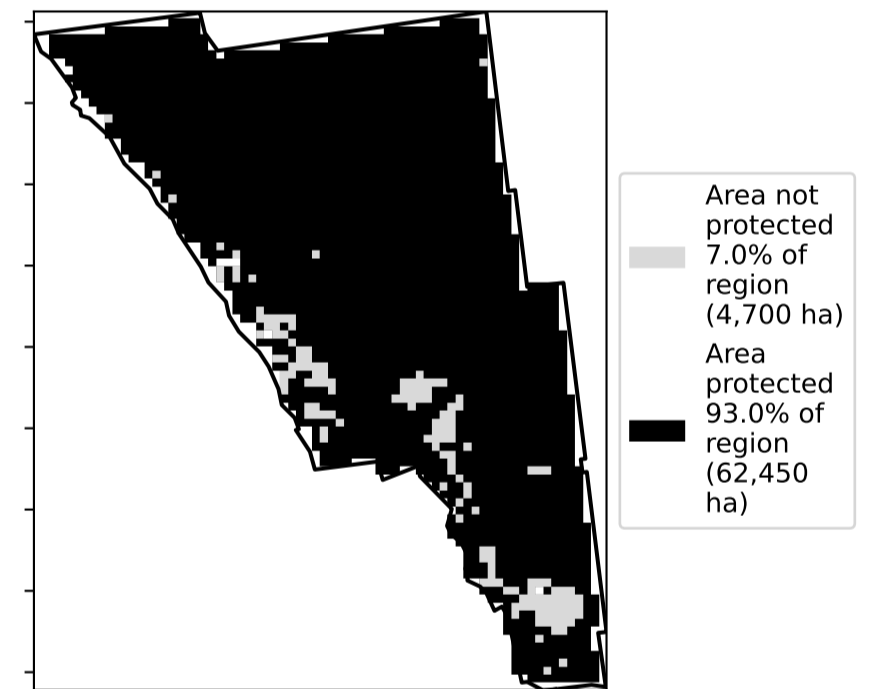 Area not
protected
7.0% of
region
(4,700 ha)
Area
protected
93.0% of
region
(62,450
ha)